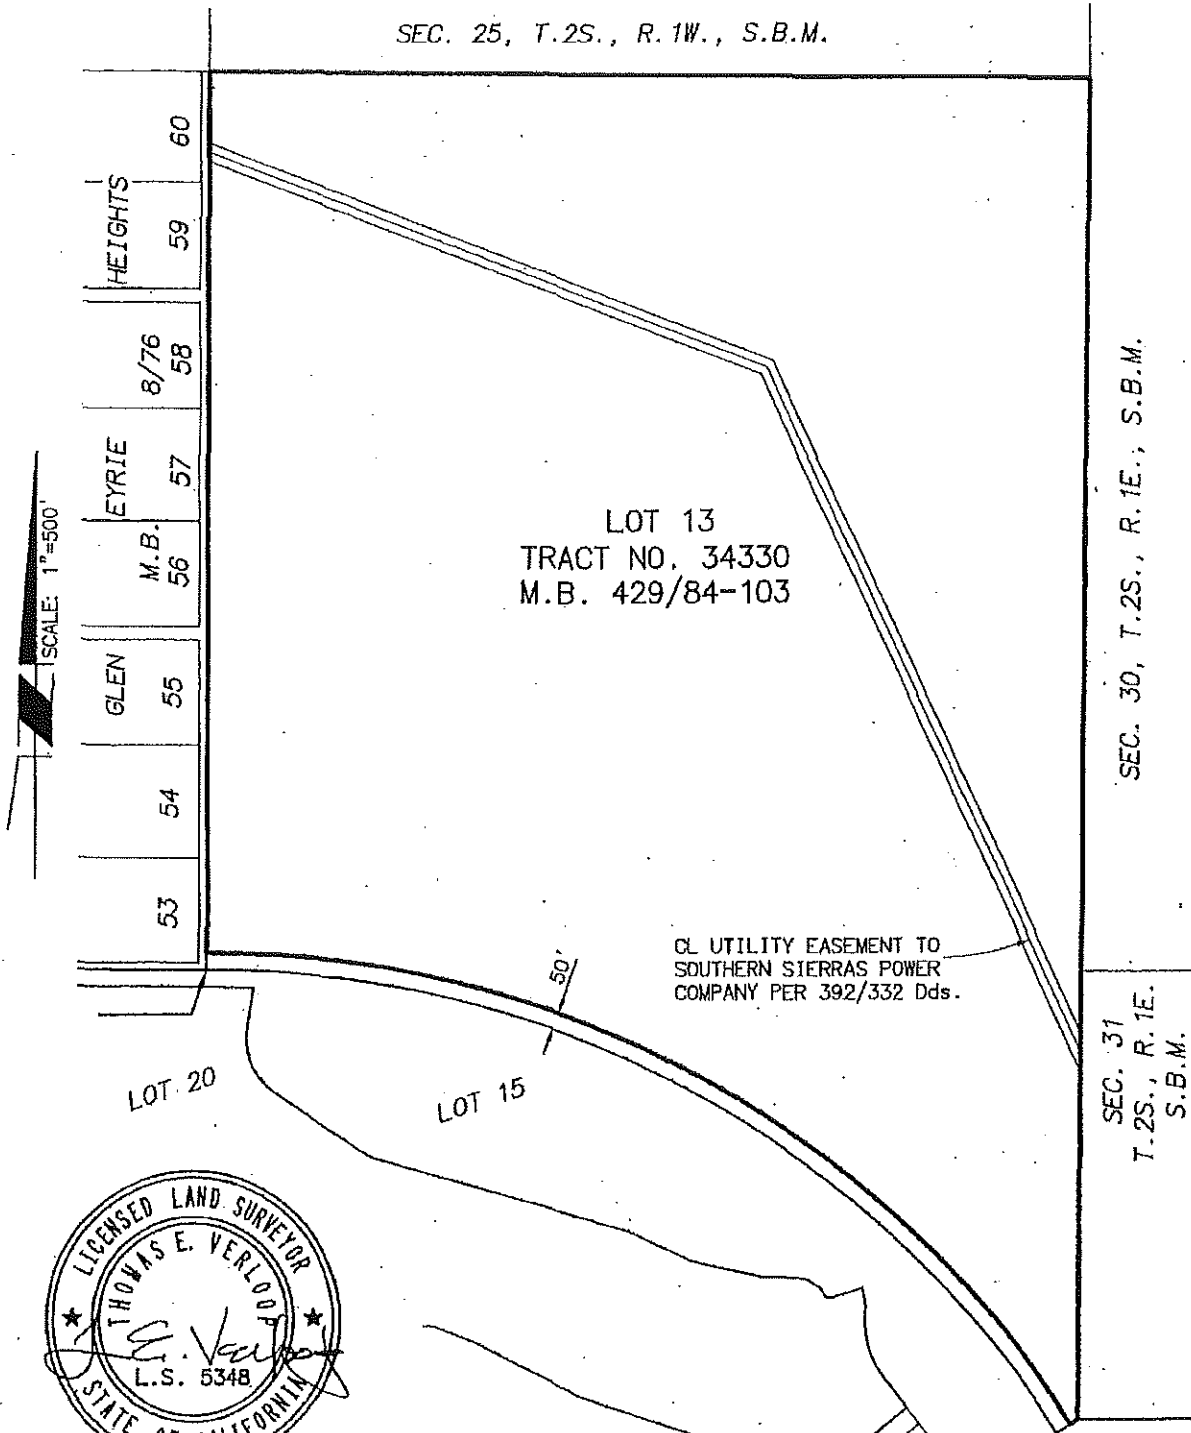 SEC. 25, T.2S., R.1W., S.B.M.
60
HEIGHTS
59
8/76
58
EYRIE
57
M.B.
56
GLEN
55
54
53
SCALE: 1"=500'
LOT 13
TRACT NO. 34330
M.B. 429/84-103
SEC. 30, T.2S., R.1E., S.B.M.
CL UTILITY EASEMENT TO
SOUTHERN SIERRAS POWER
COMPANY PER 392/332 Dds.
50'
SEC. 31
T.2S., R.1E.
S.B.M.
LOT 20
LOT 15
LICENSED LAND SURVEYOR
THOMAS E. VERLOOP
L.S. 5348
STATE OF CALIFORNIA